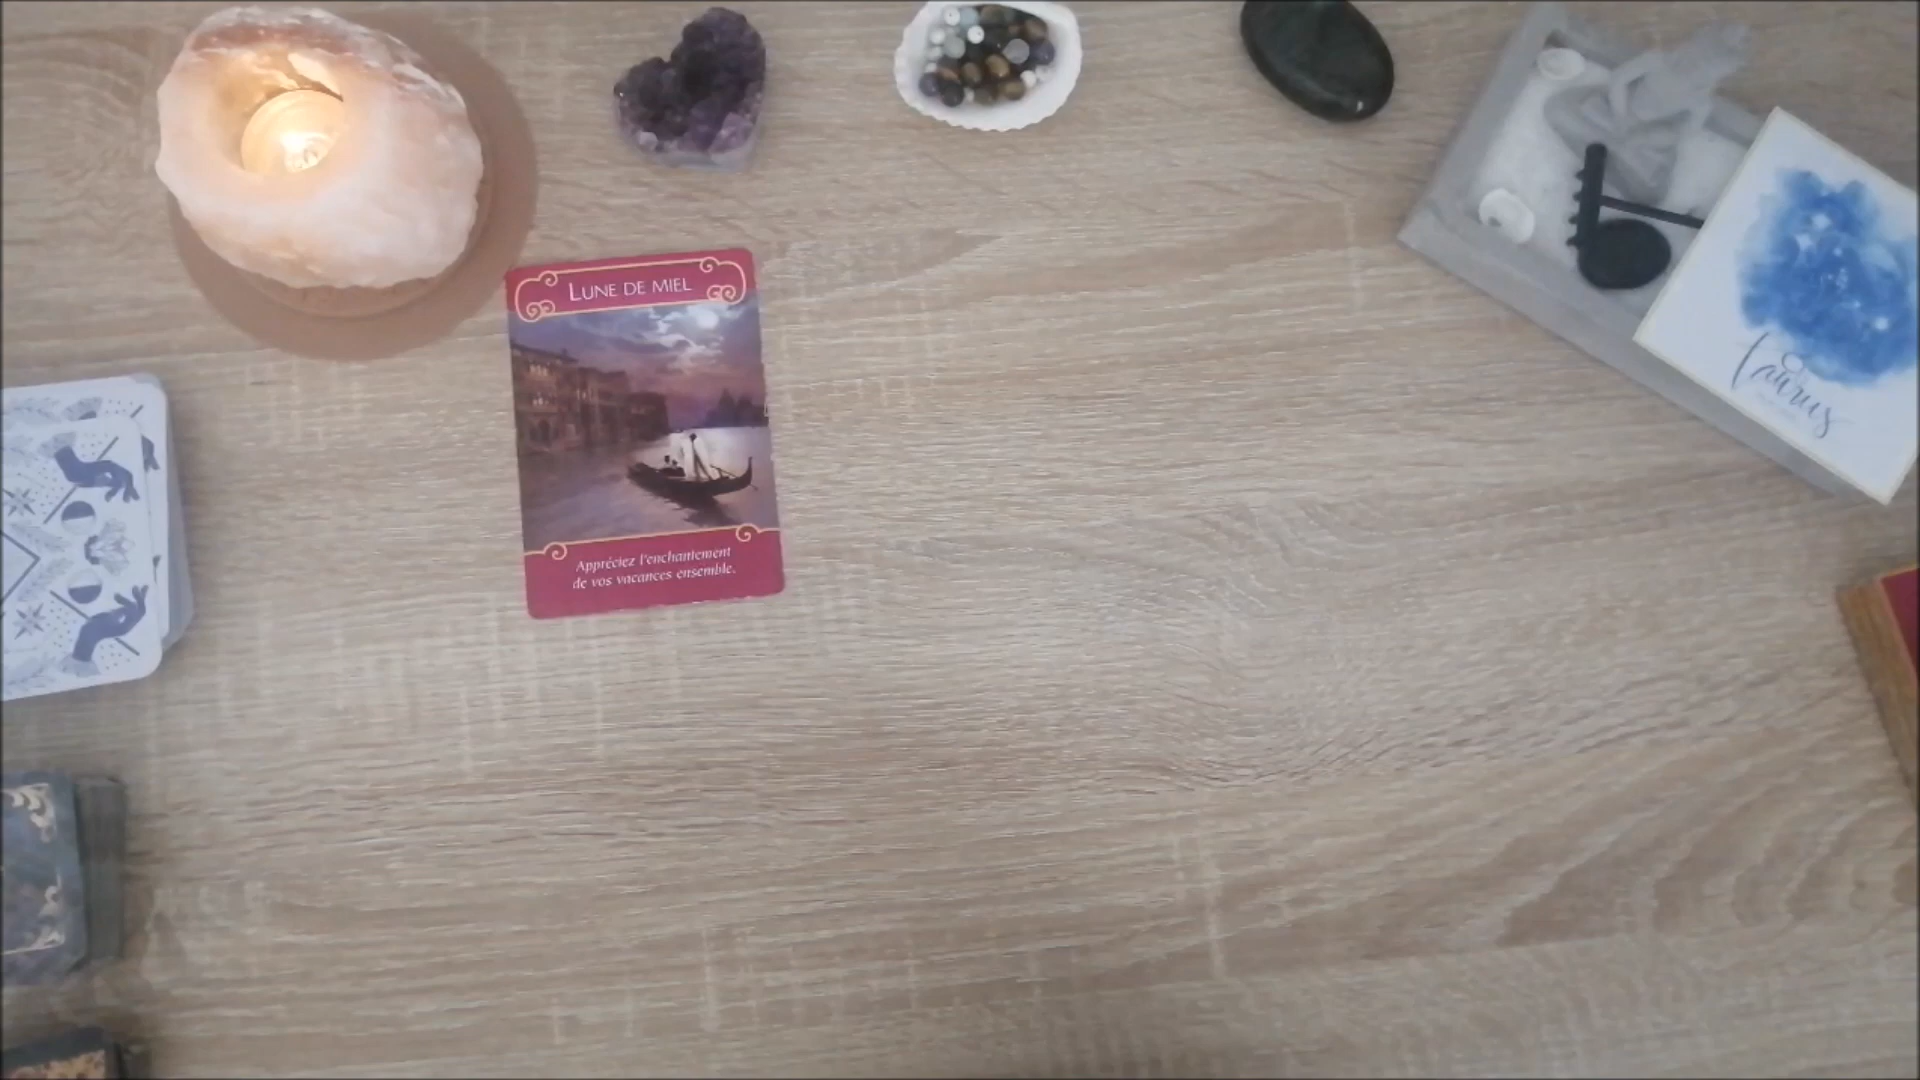 LUNE DE MIEL
Appréciez l'enchantement
de vos vacances ensemble.
Taurus